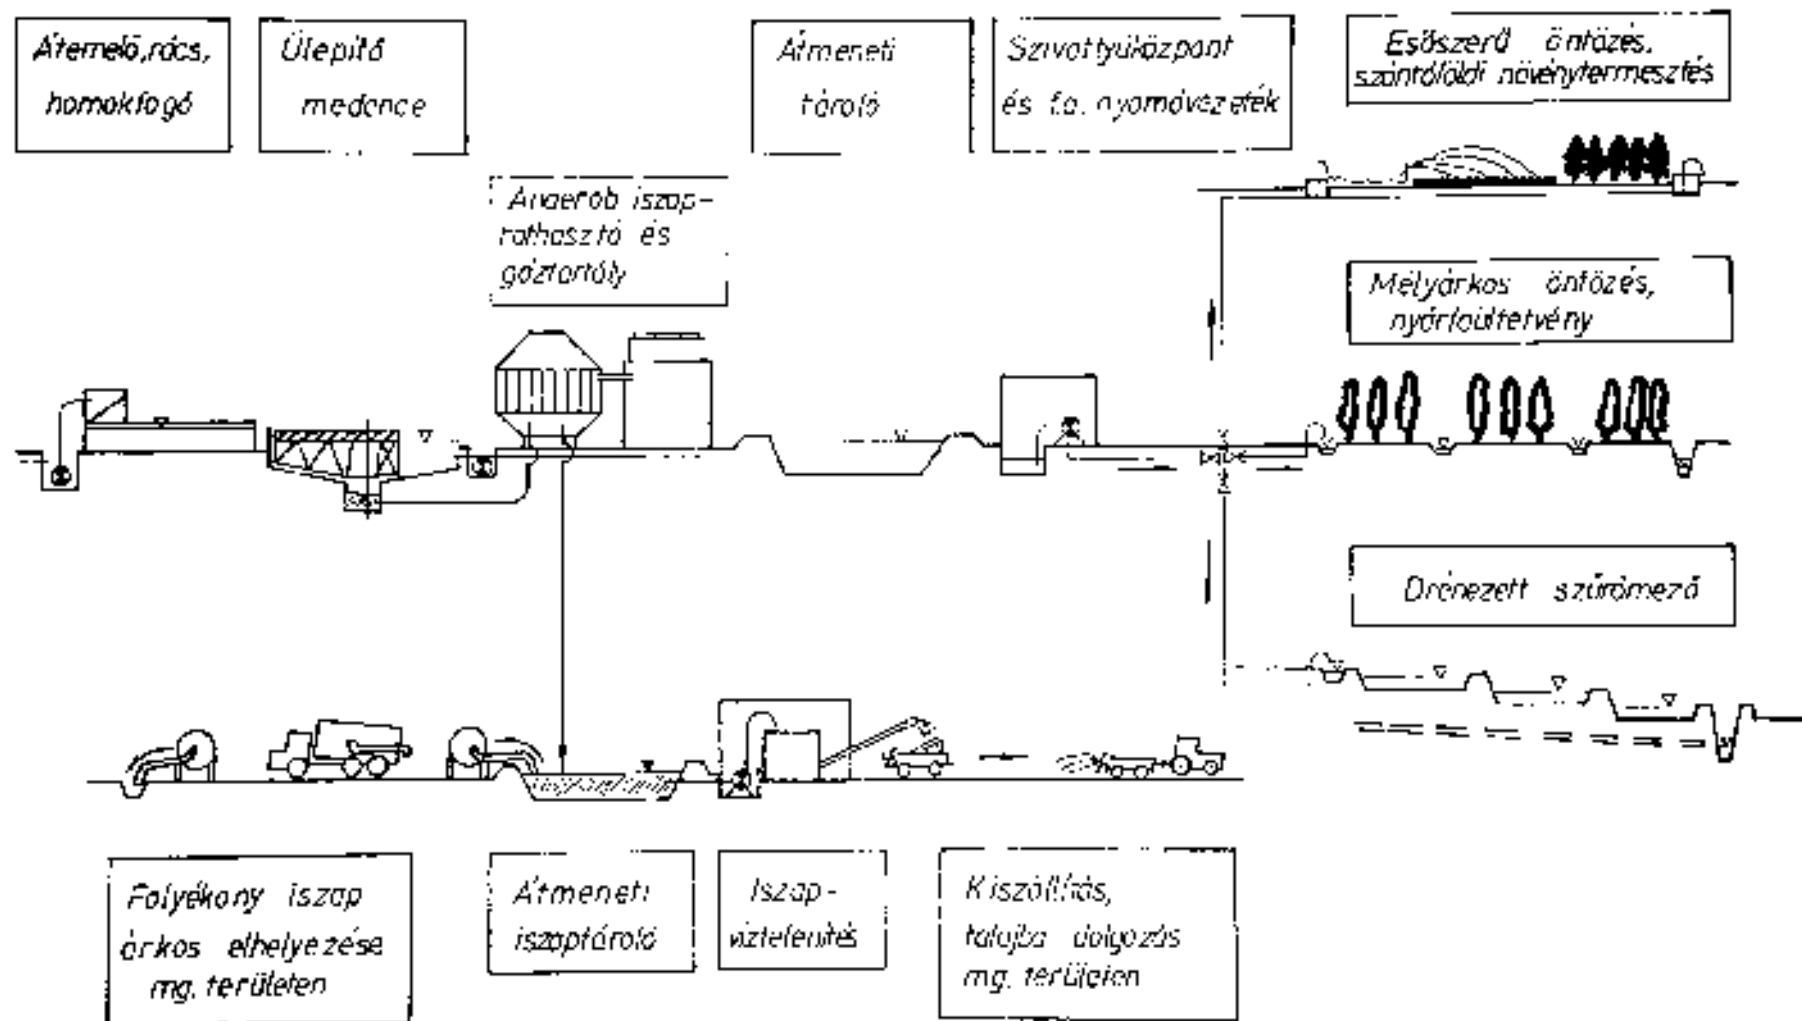 Átemelő, rács,
homokfogó
Ülepítő
medence
Átmeneti
tároló
Szivattyúközpont
és f.a. nyomóvezeték
Esőszerű öntözés,
szántóföldi növénytermesztés
Anaerob iszap-
rothasztó és
gáztartály
Mélyárkos öntözés,
nyárfaültetvény
Drénezett szűrőmező
Folyékony iszap
árkos elhelyezése
mg. területen
Átmeneti
iszaptároló
Iszap-
víztelenítés
Kiszállítás,
talajba dolgozás
mg. területen